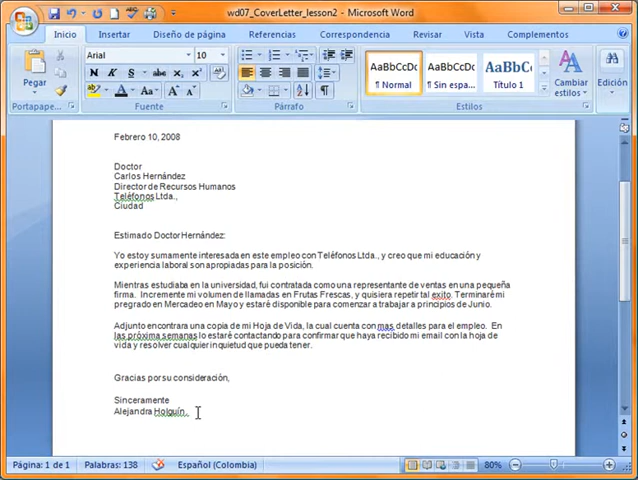 wd07_CoverLetter_lesson2 - Microsoft Word
Inicio Insertar Diseño de página Referencias Correspondencia Revisar Vista Complementos
Pegar
Arial 10
N K S abc x₂ x² Aa
ab A Aa A A
AaBbCcDc AaBbCcDc AaBbC
¶ Normal ¶ Sin espa... Título 1
Cambiar estilos
Edición
Portapape... Fuente Párrafo Estilos
Febrero 10, 2008
Doctor
Carlos Hernández
Director de Recursos Humanos
Teléfonos Ltda.,
Ciudad
Estimado Doctor Hernández:
Yo estoy sumamente interesada en este empleo con Teléfonos Ltda., y creo que mi educación y
experiencia laboral son apropiadas para la posición.
Mientras estudiaba en la universidad, fui contratada como una representante de ventas en una pequeña
firma. Incremente mi volumen de llamadas en Frutas Frescas, y quisiera repetir tal exito. Terminaré mi
pregrado en Mercadeo en Mayo y estaré disponible para comenzar a trabajar a principios de Junio.
Adjunto encontrara una copia de mi Hoja de Vida, la cual cuenta con mas detalles para el empleo. En
las próxima semanas lo estaré contactando para confirmar que haya recibido mi email con la hoja de
vida y resolver cualquier inquietud que pueda tener.
Gracias por su consideración,
Sinceramente
Alejandra Holguín,.
Página: 1 de 1 Palabras: 138 Español (Colombia) 80%